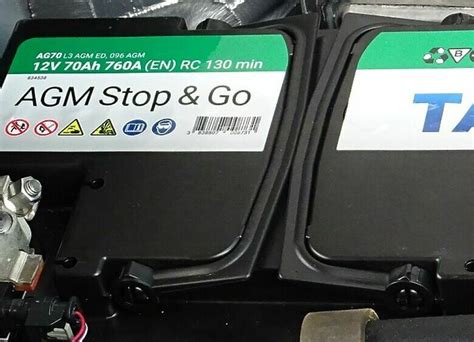 AG70 L3 AGM ED, 096 AGM
12V 70Ah 760A (EN) RC 130 min
AGM Stop & Go
TA